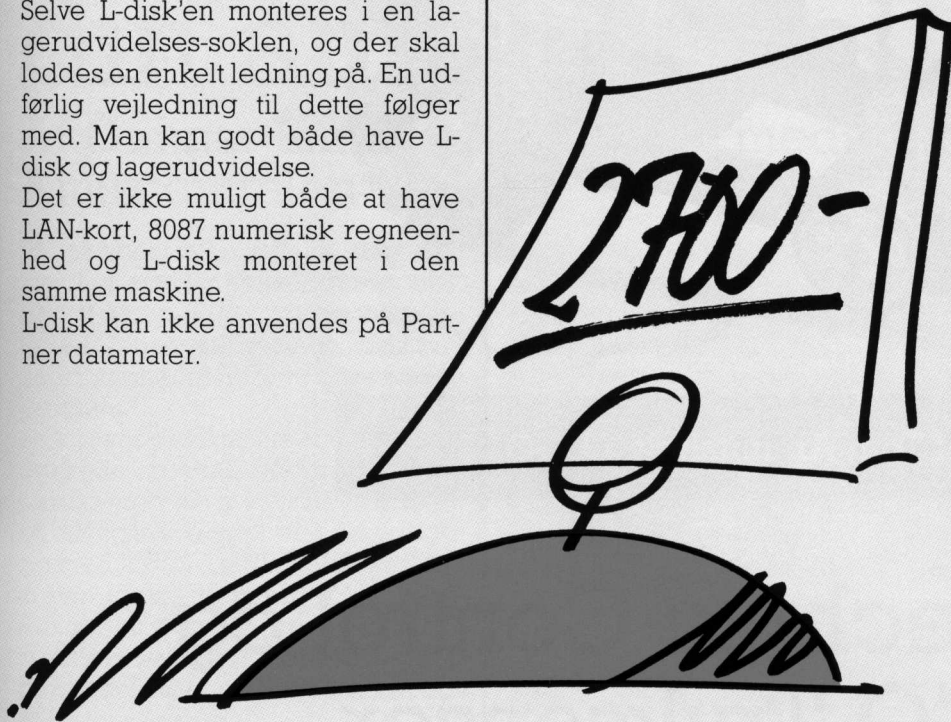 Selve L-disk'en monteres i en la-
gerudvidelses-soklen, og der skal
loddes en enkelt ledning på. En ud-
førlig vejledning til dette følger
med. Man kan godt både have L-
disk og lagerudvidelse.
Det er ikke muligt både at have
LAN-kort, 8087 numerisk regneen-
hed og L-disk monteret i den
samme maskine.
L-disk kan ikke anvendes på Part-
ner datamater.
2700-